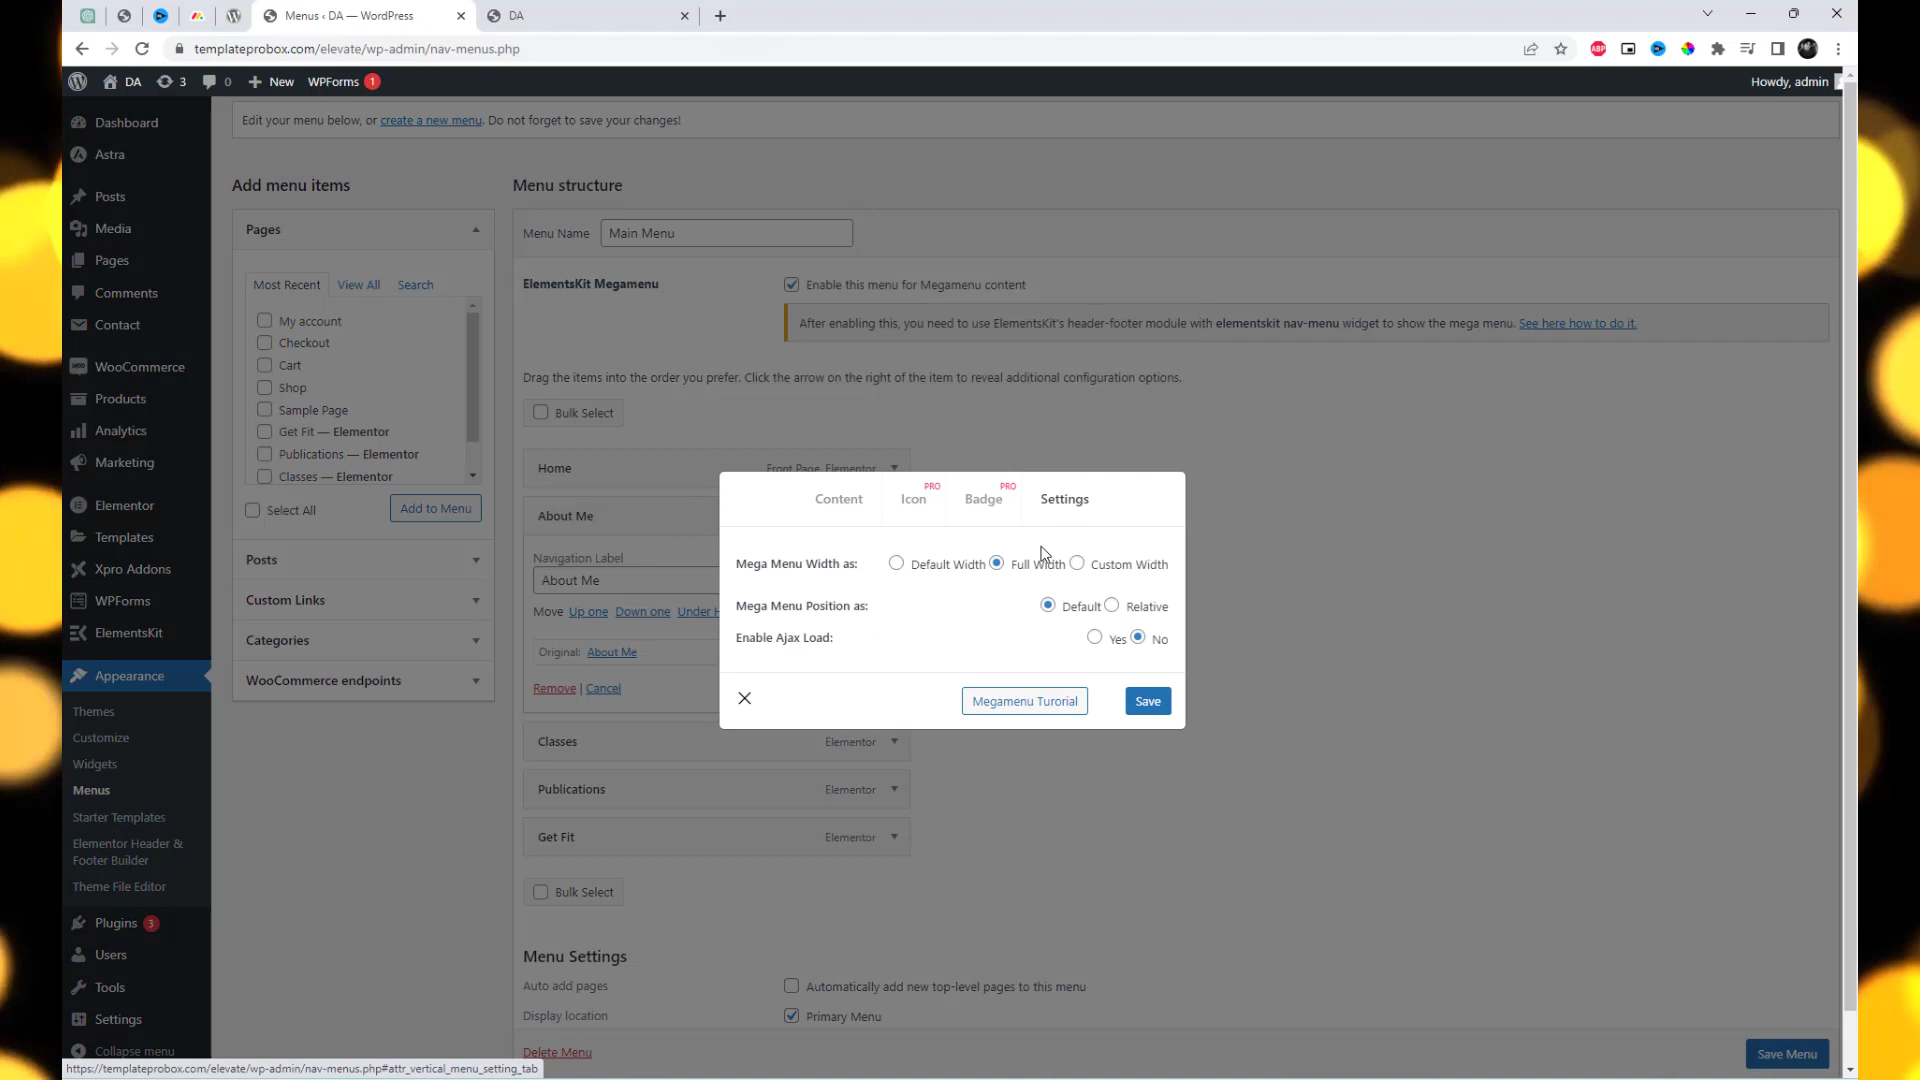 Menus ‹ DA — WordPress
DA
templateprobox.com/elevate/wp-admin/nav-menus.php
ABP
DA
3
0
New
WPForms
1
Howdy, admin
Dashboard
Astra
Posts
Media
Pages
Comments
Contact
WooCommerce
Products
Analytics
Marketing
Elementor
Templates
Xpro Addons
WPForms
ElementsKit
Appearance
Themes
Customize
Widgets
Menus
Starter Templates
Elementor Header &
Footer Builder
Theme File Editor
Plugins 3
Users
Tools
Settings
Collapse menu
Edit your menu below, or create a new menu. Do not forget to save your changes!
Add menu items
Pages
Most Recent
View All
Search
My account
Checkout
Cart
Shop
Sample Page
Get Fit — Elementor
Publications — Elementor
Classes — Elementor
Select All
Add to Menu
Posts
Custom Links
Categories
WooCommerce endpoints
Menu structure
Menu Name
Main Menu
ElementsKit Megamenu
Enable this menu for Megamenu content
After enabling this, you need to use ElementsKit's header-footer module with elementskit nav-menu widget to show the mega menu. See here how to do it.
Drag the items into the order you prefer. Click the arrow on the right of the item to reveal additional configuration options.
Bulk Select
Home
Front Page, Elementor
About Me
Navigation Label
About Me
Move Up one Down one Under H
Original: About Me
Remove | Cancel
Content
Icon
PRO
Badge
PRO
Settings
Mega Menu Width as:
Default Width
Full Width
Custom Width
Mega Menu Position as:
Default
Relative
Enable Ajax Load:
Yes
No
Megamenu Turorial
Save
Classes
Elementor
Publications
Elementor
Get Fit
Elementor
Bulk Select
Menu Settings
Auto add pages
Automatically add new top-level pages to this menu
Display location
Primary Menu
Delete Menu
Save Menu
https://templateprobox.com/elevate/wp-admin/nav-menus.php#attr_vertical_menu_setting_tab